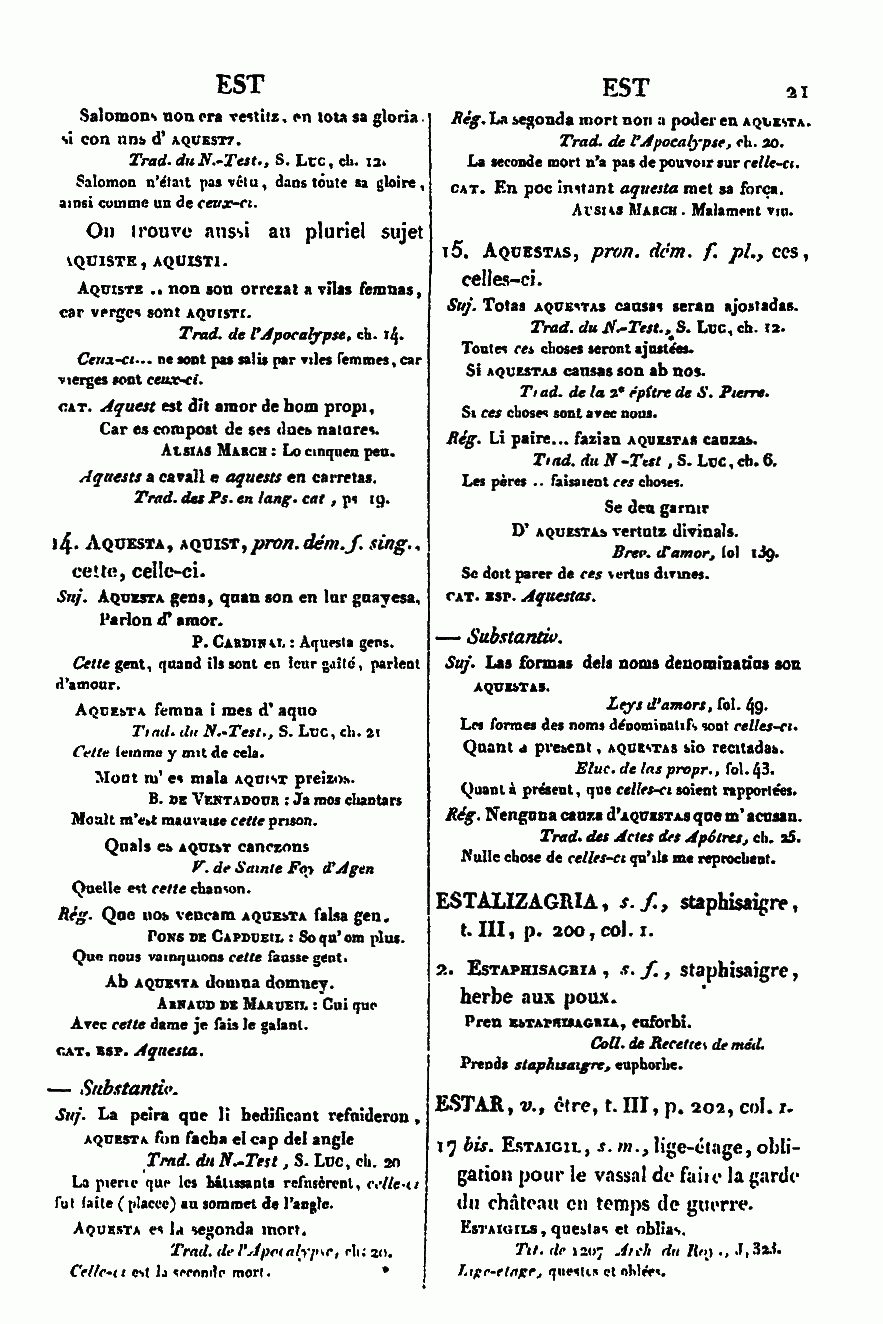 EST
Salomons non era vestitz, en tota sa gloria.
si con uns d' AQUESTZ.
Trad. du N.-Test., S. LUC, ch. 12.
Salomon n'était pas vêtu, dans toute sa gloire,
ainsi comme un de ceux-ci.
On trouve aussi au pluriel sujet
AQUISTE, AQUISTI.
AQUISTE .. non son orrezat a vilas femnas,
car verges sont AQUISTI.
Trad. de l'Apocalypse, ch. 14.
Ceux-ci... ne sont pas salis par viles femmes, car
vierges sont ceux-ci.
CAT. Aquest est dit amor de hom propi,
Car es compost de ses dues natures.
AUSIAS MARCH : Lo cinquen peu.
Aquests a cavall e aquests en carretas.
Trad. des Ps. en lang. cat, ps 19.
14. AQUESTA, AQUIST, pron. dém. f. sing.,
cette, celle-ci.
Suj. AQUESTA gens, quan son en lur guayesa,
Parlon d' amor.
P. CARDINAL : Aquesta gens.
Cette gent, quand ils sont en leur gaîté, parlent
d'amour.
AQUESTA femna i mes d' aquo
Trad. du N.-Test., S. LUC, ch. 21
Cette femme y mit de cela.
Mout m' es mala AQUIST preizos.
B. DE VENTADOUR : Ja mos chantars
Moult m'est mauvaise cette prison.
Quals es AQUIST canczons
V. de Sainte Foy d'Agen
Quelle est cette chanson.
Rég. Que nos vencam AQUESTA falsa gen.
PONS DE CAPDUEIL : So qu' om plus.
Que nous vainquions cette fausse gent.
Ab AQUESTA domna domney.
ARNAUD DE MARUEIL : Cui que
Avec cette dame je fais le galant.
CAT. ESP. Aquesta.
— Substantiv.
Suj. La peira que li hedificant refuideron,
AQUESTA fon facha el cap del angle
Trad. du N.-Test, S. LUC, ch. 20
La pierre que les bâtissants refusèrent, celle-ci
fut faite (placee) au sommet de l'angle.
AQUESTA es la segonda mort.
Trad. de l'Apocalypse, ch. 20.
Celle-ci est la seconde mort.
EST 21
Rég. La segonda mort non a poder en AQUESTA.
Trad. de l'Apocalypse, ch. 20.
La seconde mort n'a pas de pouvoir sur celle-ci.
CAT. En poc instant aquesta met sa força.
AUSIAS MARCH. Malament viu.
15. AQUESTAS, pron. dém. f. pl., ces,
celles-ci.
Suj. Totas AQUESTAS causas seran ajostadas.
Trad. du N.-Test., S. LUC, ch. 12.
Toutes ces choses seront ajustées.
Si AQUESTAS causas son ab nos.
Trad. de la 2e épître de S. Pierre.
Si ces choses sont avec nous.
Rég. Li paire... fazian AQUESTAS cauzas.
Trad. du N-Test, S. LUC, ch. 6.
Les pères .. faisaient ces choses.
Se deu garnir
D' AQUESTAS vertutz divinals.
Brev. d'amor, fol 139.
Se doit parer de ces vertus divines.
CAT. ESP. Aquestas.
— Substantiv.
Suj. Las formas dels noms denominatius son
AQUESTAS.
Leys d'amors, fol. 49.
Les formes des noms dénominatifs sont celles-ci.
Quant a present, AQUESTAS sio recitadas.
Eluc. de las propr., fol. 43.
Quant à présent, que celles-ci soient rapportées.
Rég. Nenguna cauza d'AQUESTAS que m' acusan.
Trad. des Actes des Apôtres, ch. 25.
Nulle chose de celles-ci qu'ils me reprochent.
ESTALIZAGRIA, s. f., staphisaigre,
t. III, p. 200, col. 1.
2. ESTAPHISAGRIA, s. f., staphisaigre,
herbe aux poux.
Pren ESTAPHISAGRIA, euforbi.
Coll. de Recettes de méd.
Prends staphisaigre, euphorbe.
ESTAR, v., être, t. III, p. 202, col. 1.
17 bis. ESTAIGIL, s. m., lige-étage, obli-
gation pour le vassal de faire la garde
du château en temps de guerre.
ESTAIGILS, questas et oblias.
Tit. de 1207 Arch du Roy., J, 323.
Lige-etage, questes et oblées.